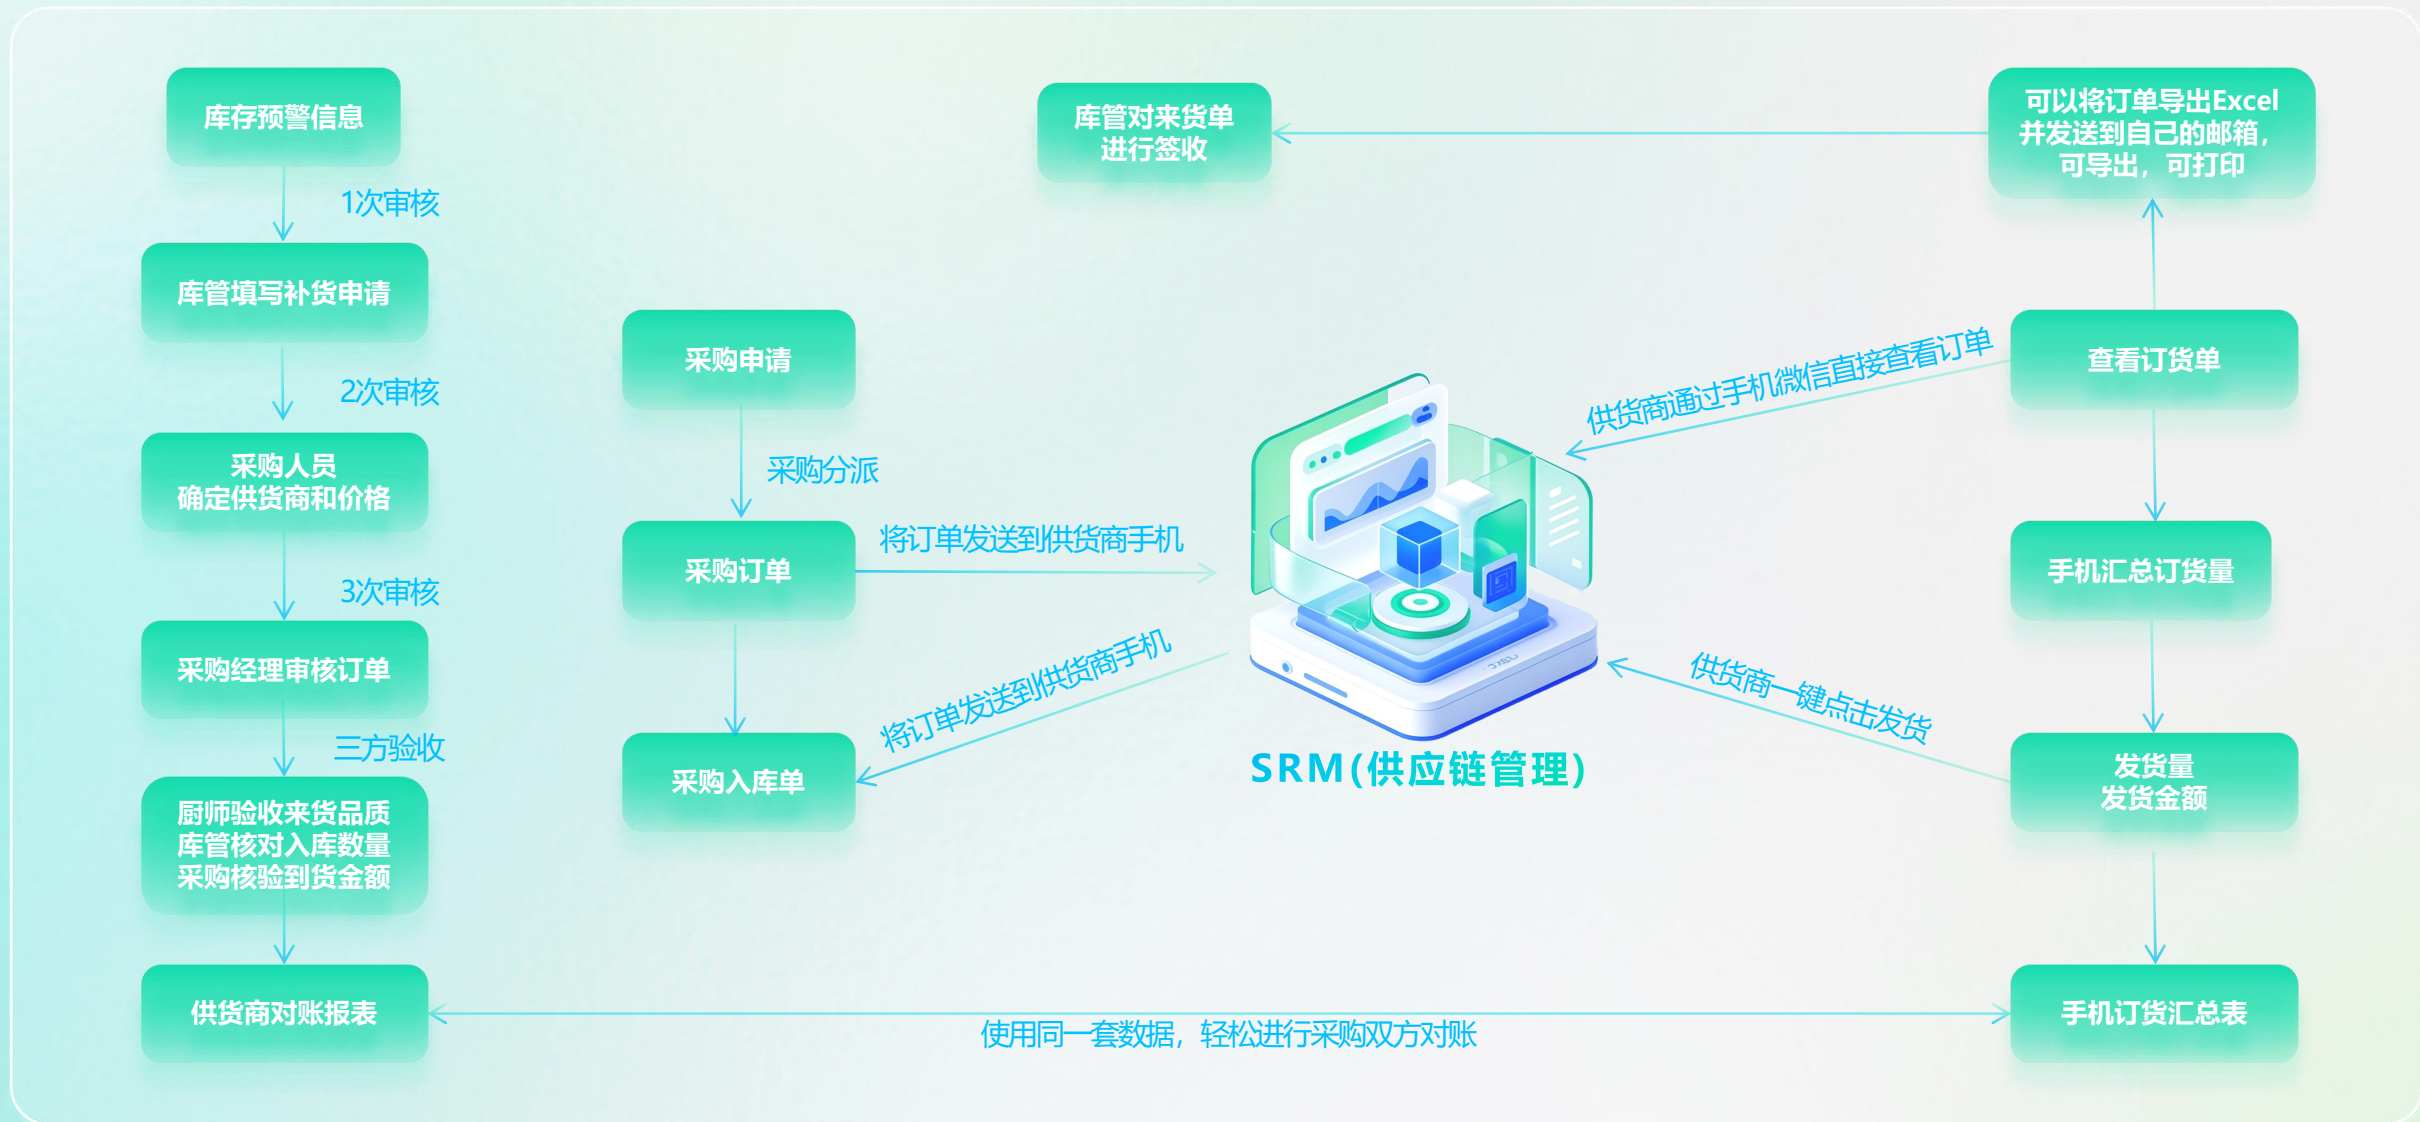 库存预警信息
1次审核
库管填写补货申请
2次审核
采购人员
确定供货商和价格
3次审核
采购经理审核订单
三方验收
厨师验收来货品质
库管核对入库数量
采购核验到货金额
供货商对账报表
采购申请
采购分派
采购订单
将订单发送到供货商手机
将订单发送到供货商手机
采购入库单
库管对来货单
进行签收
SRM(供应链管理)
供货商通过手机微信直接查看订单
供货商一键点击发货
可以将订单导出Excel
并发送到自己的邮箱，
可导出，可打印
查看订货单
手机汇总订货量
发货量
发货金额
手机订货汇总表
使用同一套数据，轻松进行采购双方对账